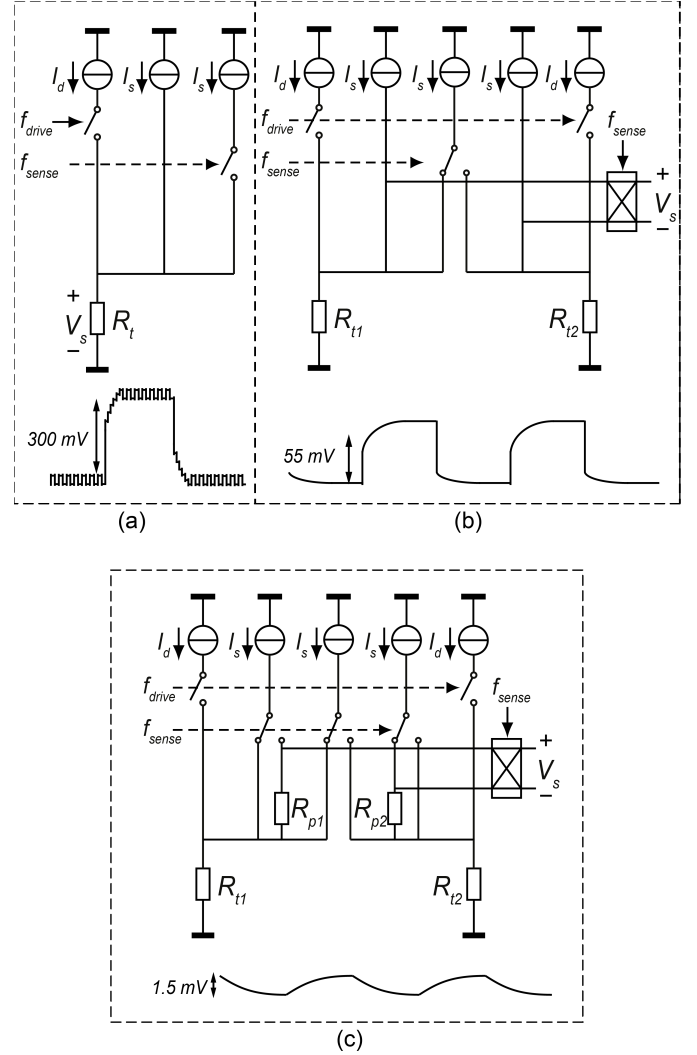 I_d I_s I_s
f_drive
f_sense
+
V_s R_t
−
300 mV
(a)
I_d I_s I_s I_s I_d
f_drive
f_sense
f_sense
+
V_s
−
R_t1 R_t2
55 mV
(b)
I_d I_s I_s I_s I_d
f_drive
f_sense
f_sense
+
V_s
−
R_p1 R_p2
R_t1 R_t2
1.5 mV
(c)